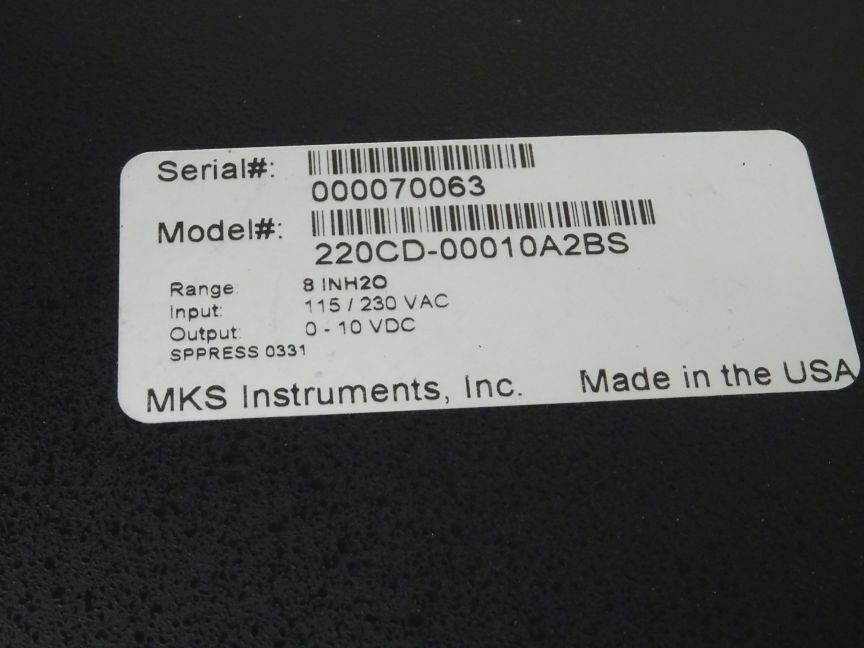 Serial#:
000070063
Model#:
220CD-00010A2BS
Range: 8 INH2O
Input: 115 / 230 VAC
Output: 0 - 10 VDC
SPPRESS 0331
MKS Instruments, Inc. Made in the USA